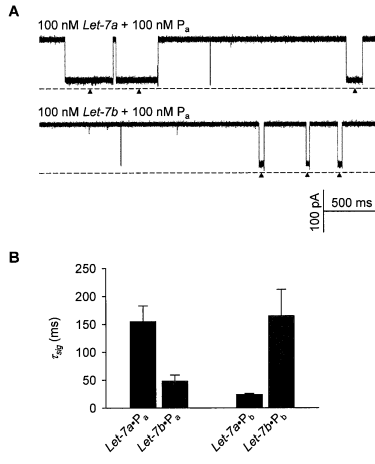 A
100 nM Let-7a + 100 nM Pa
100 nM Let-7b + 100 nM Pa
100 pA
500 ms
B
τsig (ms)
250
200
150
100
50
0
Let-7a•Pa
Let-7b•Pa
Let-7a•Pb
Let-7b•Pb